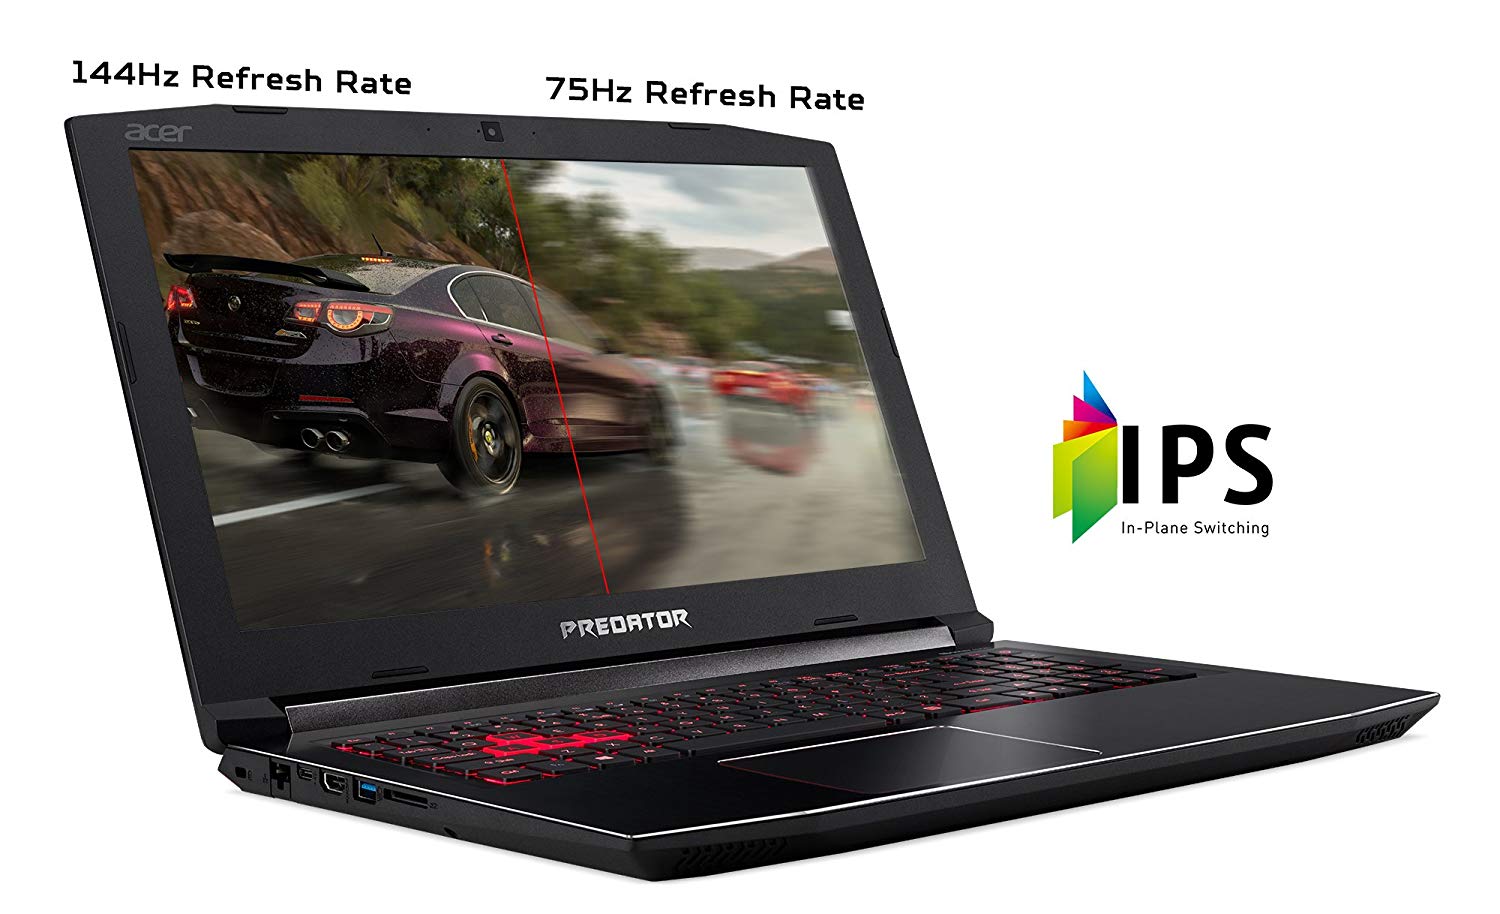 144Hz Refresh Rate
75Hz Refresh Rate
acer
PREDATOR
IPS
In-Plane Switching